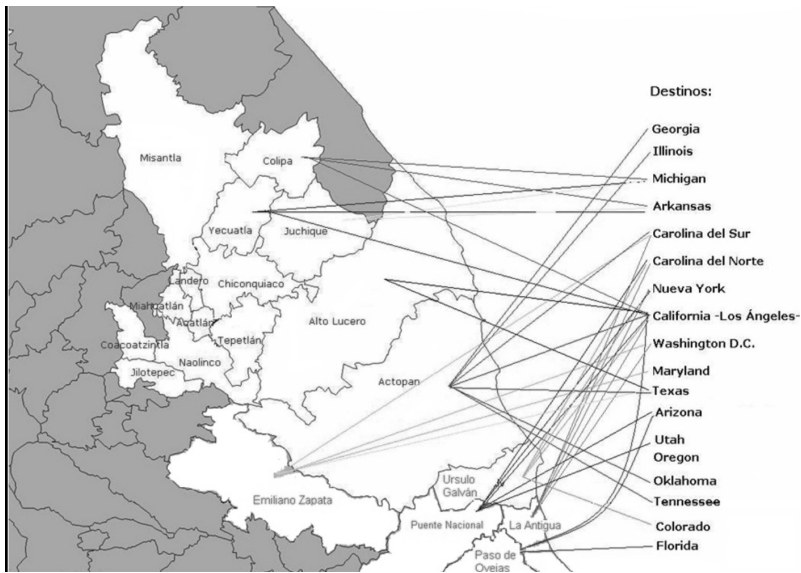 Destinos:
Georgia
Illinois
Michigan
Arkansas
Carolina del Sur
Carolina del Norte
Nueva York
California -Los Ángeles-
Washington D.C.
Maryland
Texas
Arizona
Utah
Oregon
Oklahoma
Tennessee
Colorado
Florida
Misantla
Colipa
Yecuatla
Juchique
Landero
Chiconquiaco
Miahuatlán
Acatlán
Alto Lucero
Coacoatzintla
Tepetlán
Naolinco
Jilotepec
Actopan
Emiliano Zapata
Ursulo
Galván
Puente Nacional
La Antigua
Paso de
Ovejas